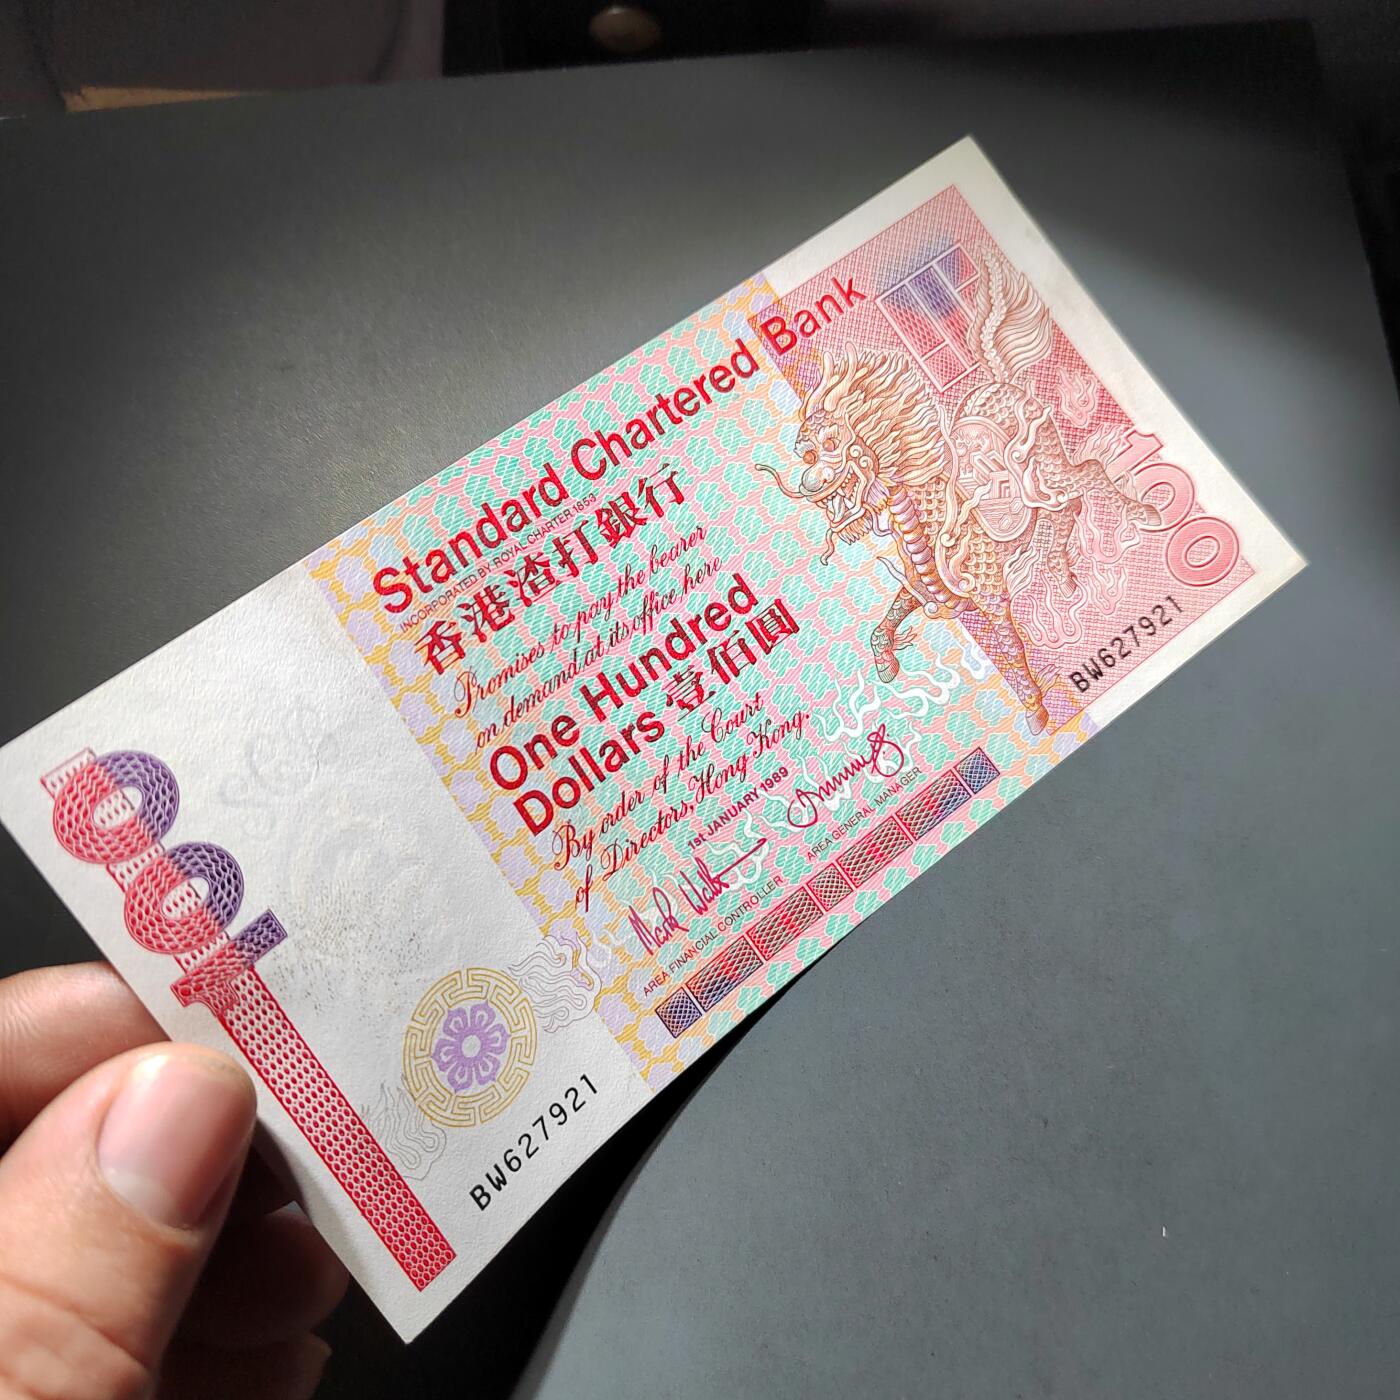 Standard Chartered Bank
INCORPORATED BY ROYAL CHARTER 1853
香港渣打銀行
Promises to pay the bearer
on demand at its office here
One Hundred
Dollars 壹佰圓
By order of the Court
of Directors, Hong Kong.
1st JANUARY 1989
AREA FINANCIAL CONTROLLER
AREA GENERAL MANAGER
100
100
BW627921
BW627921